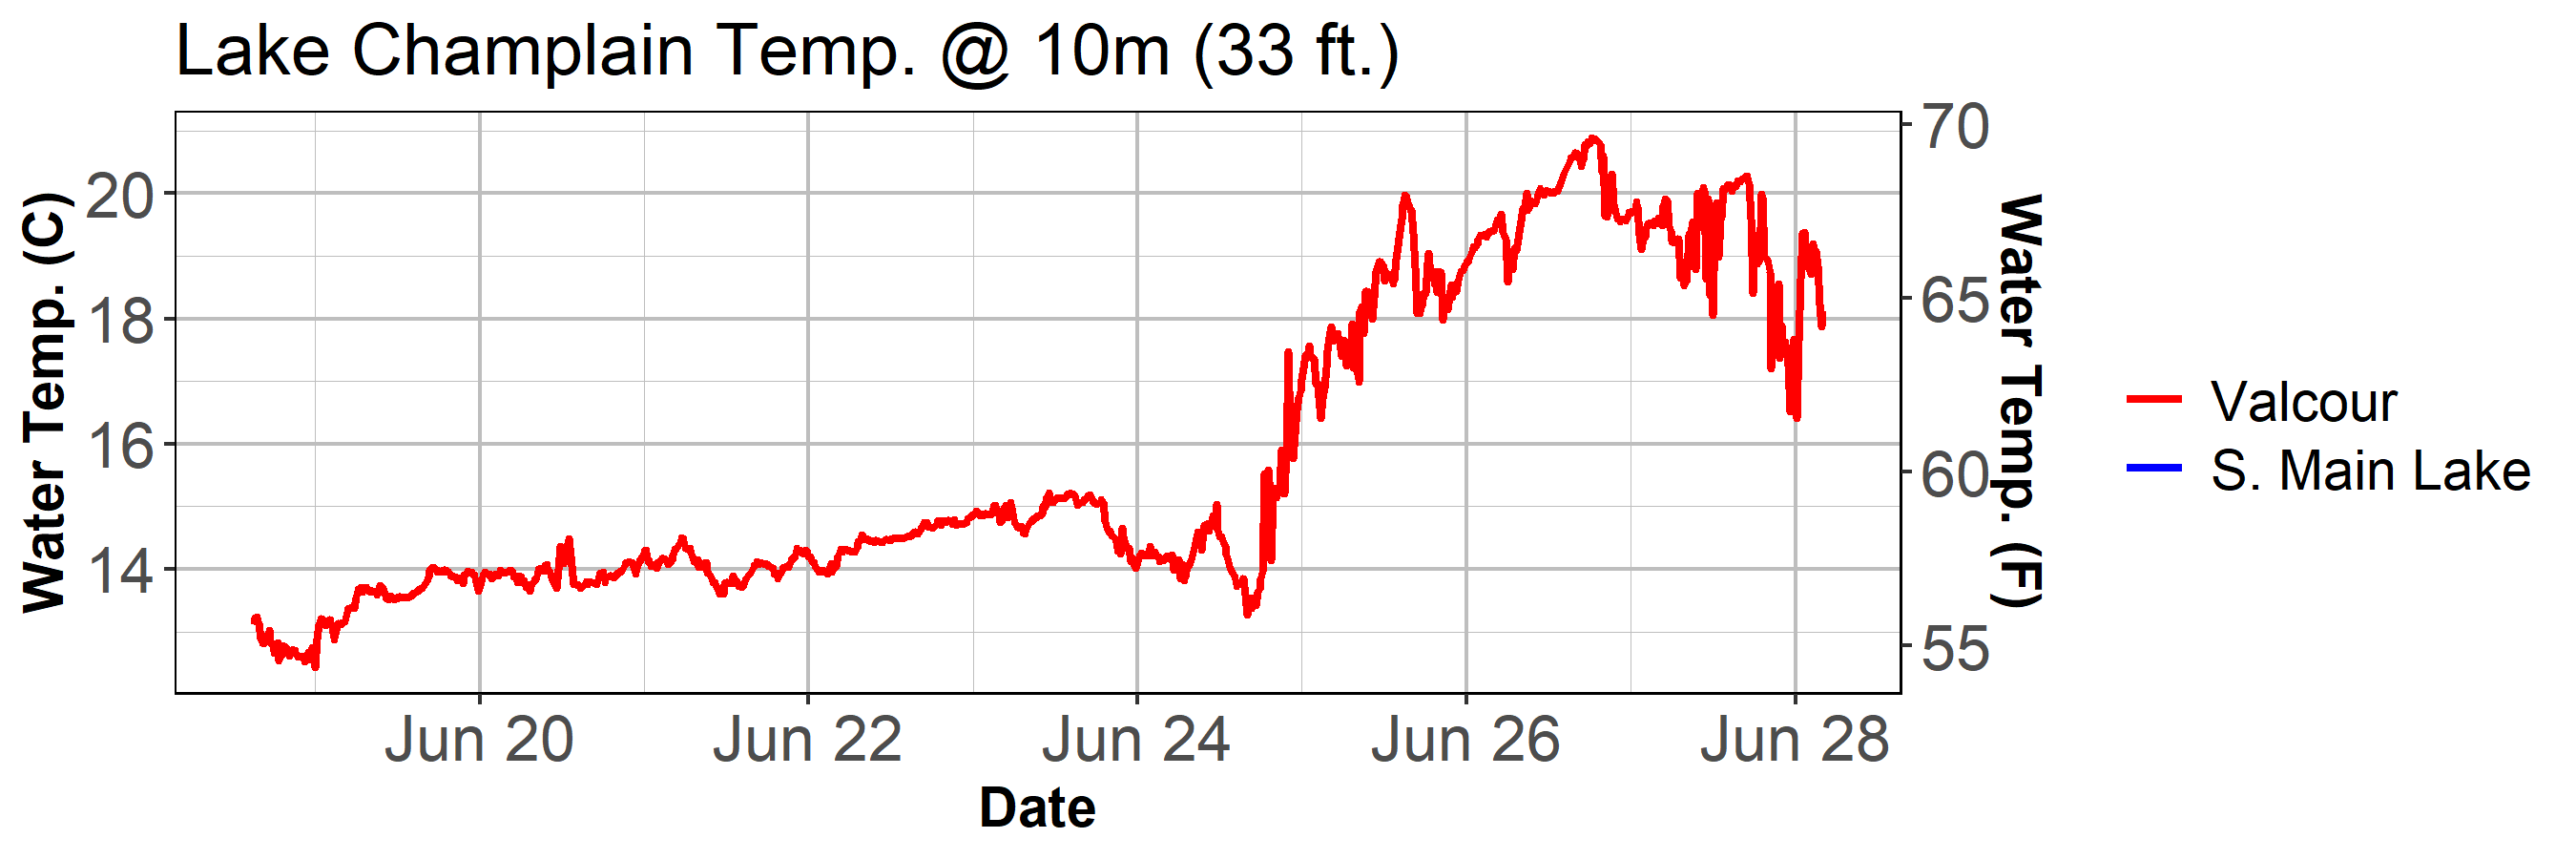 Lake Champlain Temp. @ 10m (33 ft.)
Water Temp. (C)
20
18
16
14
70
65
60
55
Water Temp. (F)
Jun 20
Jun 22
Jun 24
Jun 26
Jun 28
Date
Valcour
S. Main Lake